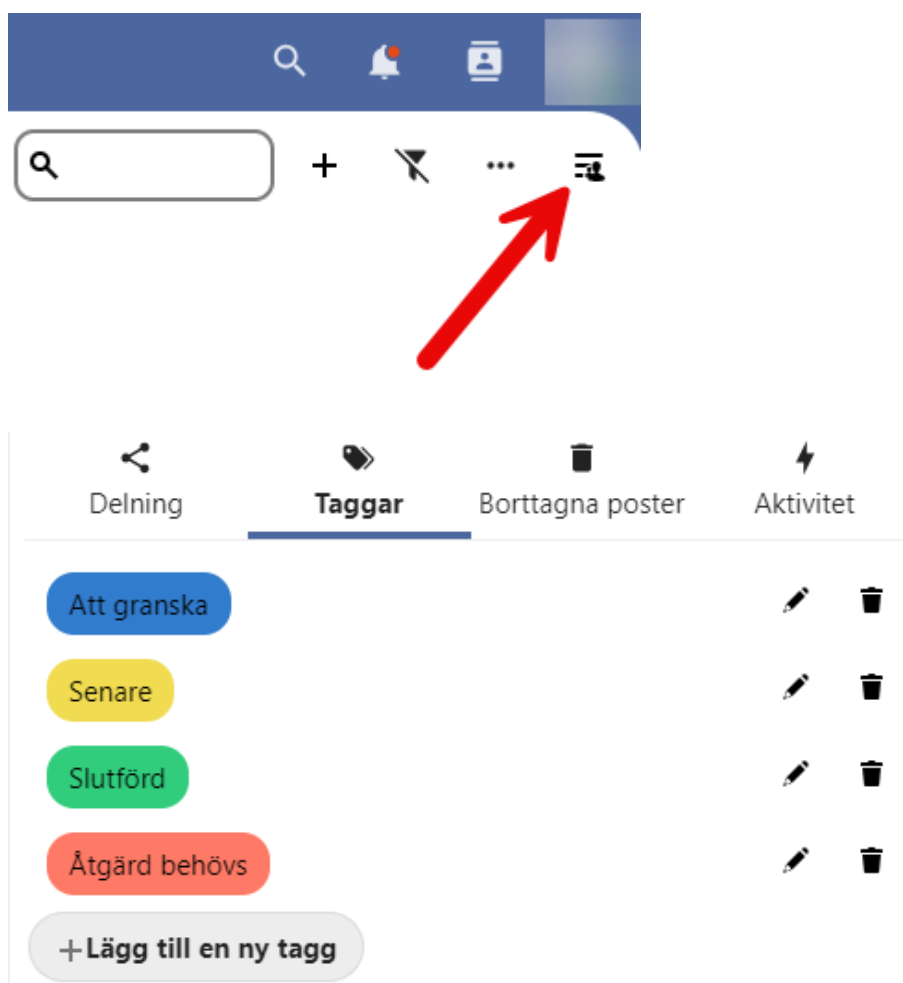 Delning
Taggar
Borttagna poster
Aktivitet
Att granska
Senare
Slutförd
Åtgärd behövs
+Lägg till en ny tagg